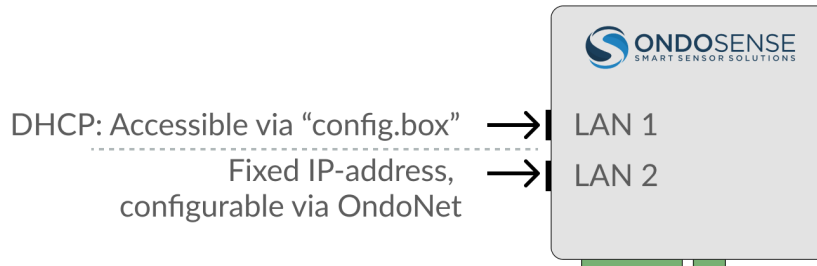 ONDOSENSE
SMART SENSOR SOLUTIONS
DHCP: Accessible via “config.box”
LAN 1
Fixed IP-address,
configurable via OndoNet
LAN 2